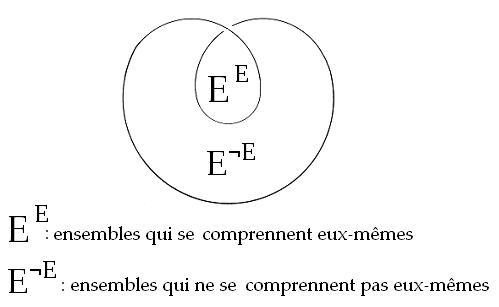 E E
E¬E
E E : ensembles qui se comprennent eux-mêmes
E¬E : ensembles qui ne se comprennent pas eux-mêmes